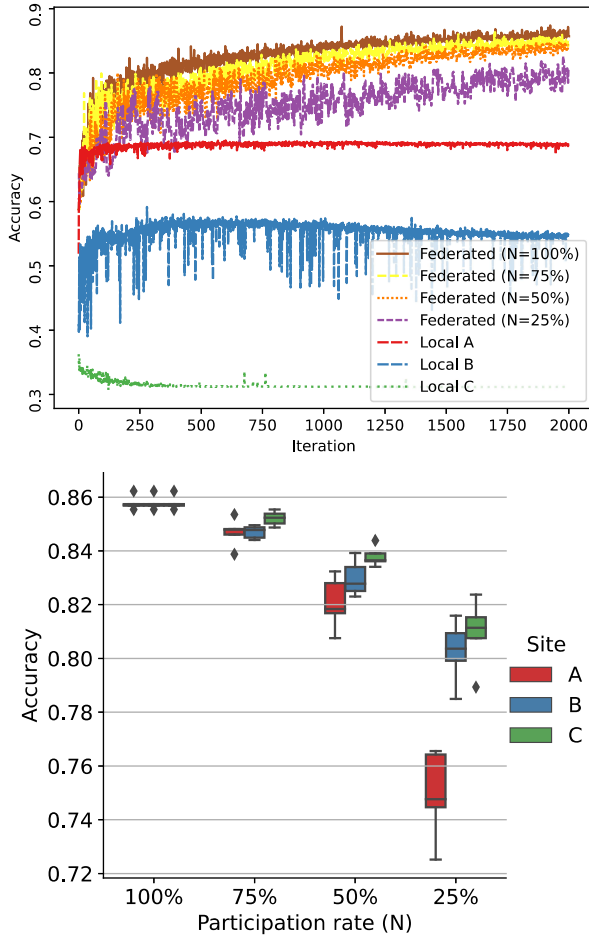 0.9
0.8
0.7
0.6
0.5
0.4
0.3
Accuracy
Federated (N=100%)
Federated (N=75%)
Federated (N=50%)
Federated (N=25%)
Local A
Local B
Local C
0 250 500 750 1000 1250 1500 1750 2000
Iteration
0.86
0.84
0.82
0.80
0.78
0.76
0.74
0.72
Accuracy
Site
A
B
C
100% 75% 50% 25%
Participation rate (N)